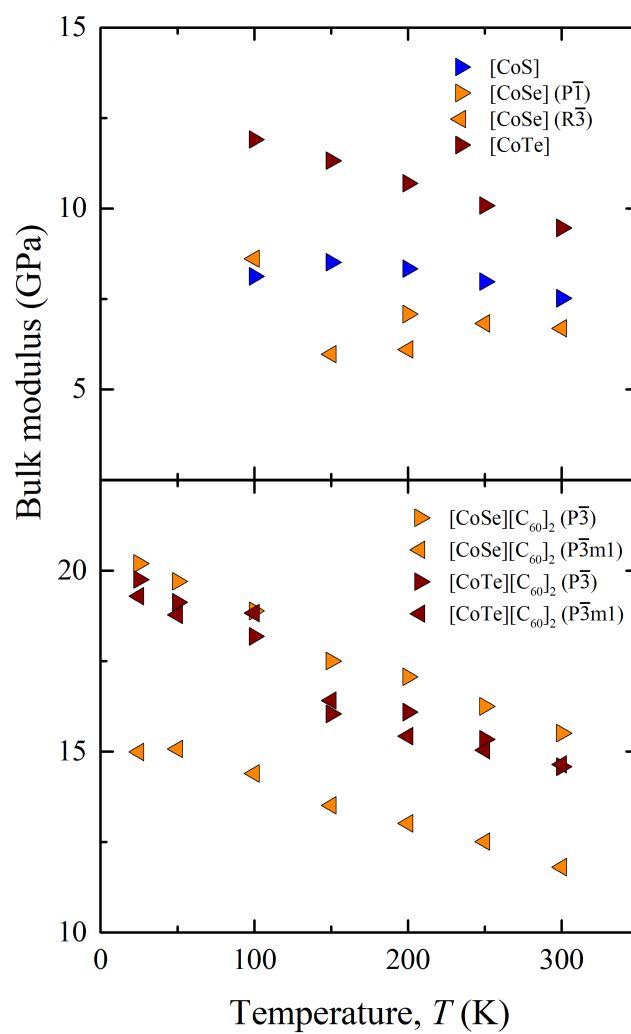 15
[CoS]
[CoSe] (P1̅)
[CoSe] (R3̅)
[CoTe]
10
5
Bulk modulus (GPa)
[CoSe][C₆₀]₂ (P3̅)
[CoSe][C₆₀]₂ (P3̅m1)
[CoTe][C₆₀]₂ (P3̅)
[CoTe][C₆₀]₂ (P3̅m1)
20
15
10
0 100 200 300
Temperature, T (K)